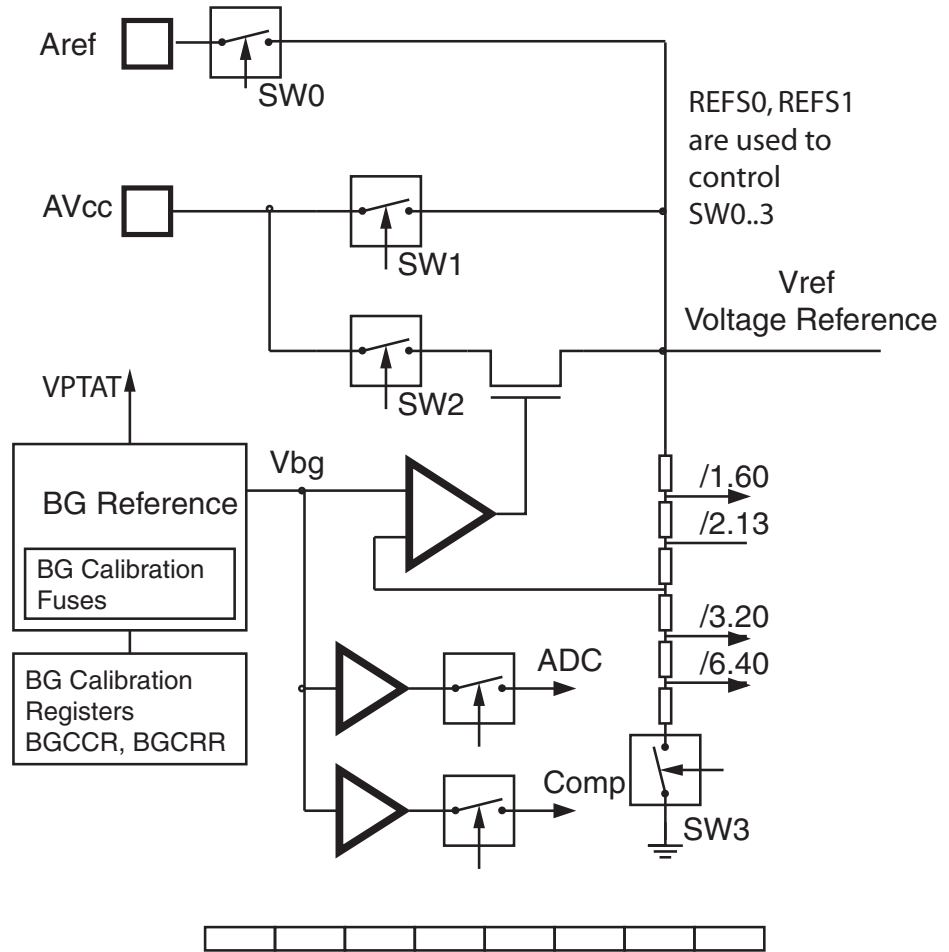 Aref
SW0
REFS0, REFS1
are used to
control
SW0..3
AVcc
SW1
Vref
Voltage Reference
SW2
VPTAT
Vbg
BG Reference
BG Calibration
Fuses
/1.60
/2.13
/3.20
/6.40
ADC
BG Calibration
Registers
BGCCR, BGCRR
Comp
SW3